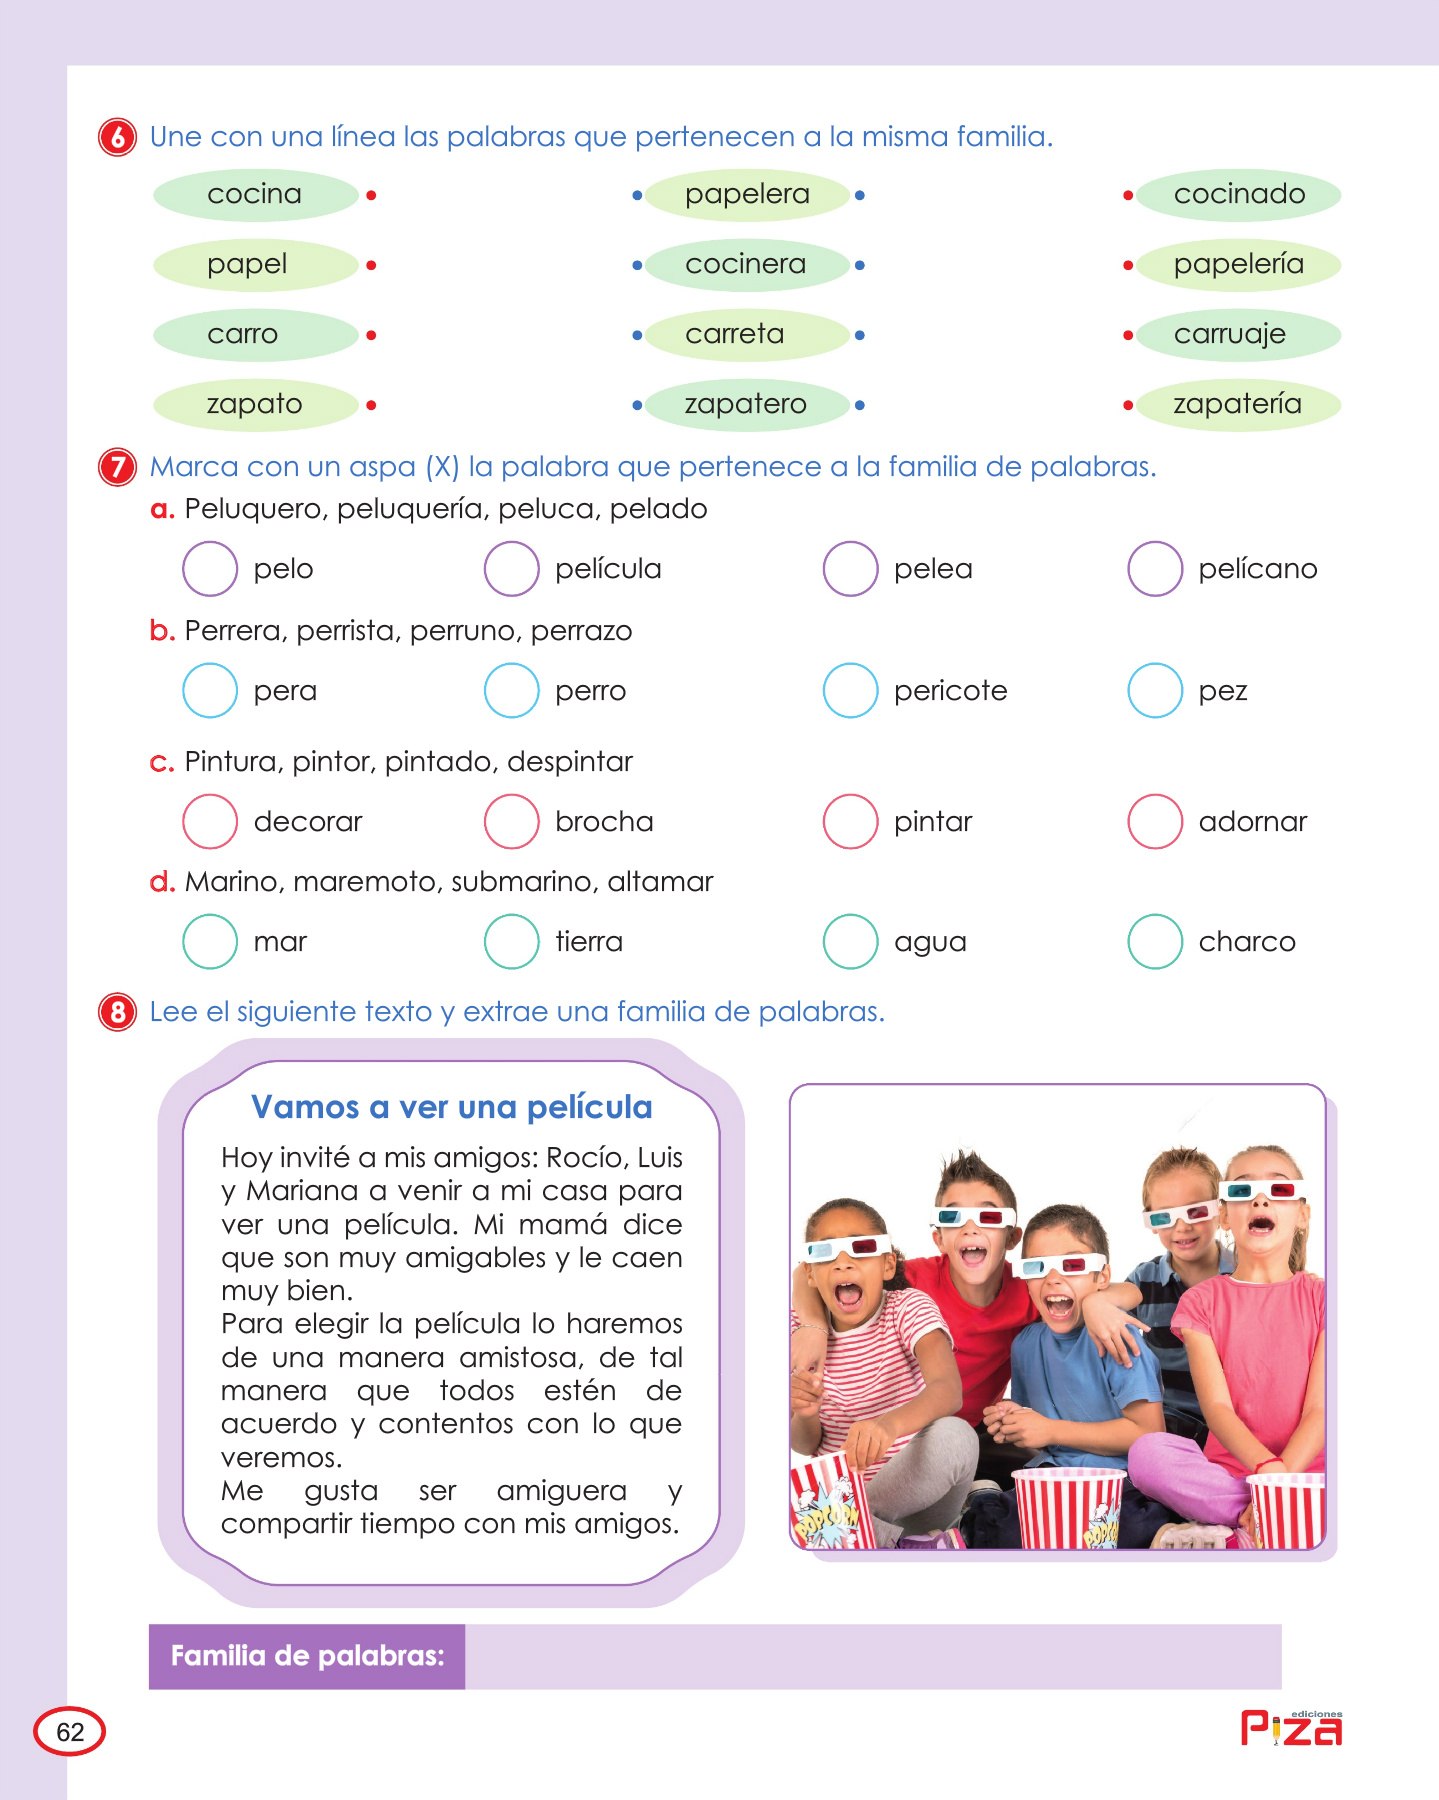 6 Une con una línea las palabras que pertenecen a la misma familia.
cocina papelera cocinado
papel cocinera papelería
carro carreta carruaje
zapato zapatero zapatería
7 Marca con un aspa (X) la palabra que pertenece a la familia de palabras.
a. Peluquero, peluquería, peluca, pelado
pelo película pelea pelícano
b. Perrera, perrista, perruno, perrazo
pera perro pericote pez
c. Pintura, pintor, pintado, despintar
decorar brocha pintar adornar
d. Marino, maremoto, submarino, altamar
mar tierra agua charco
8 Lee el siguiente texto y extrae una familia de palabras.
Vamos a ver una película
Hoy invité a mis amigos: Rocío, Luis
y Mariana a venir a mi casa para
ver una película. Mi mamá dice
que son muy amigables y le caen
muy bien.
Para elegir la película lo haremos
de una manera amistosa, de tal
manera que todos estén de
acuerdo y contentos con lo que
veremos.
Me gusta ser amiguera y
compartir tiempo con mis amigos.
POPCORN
Familia de palabras:
62
ediciones
Piza